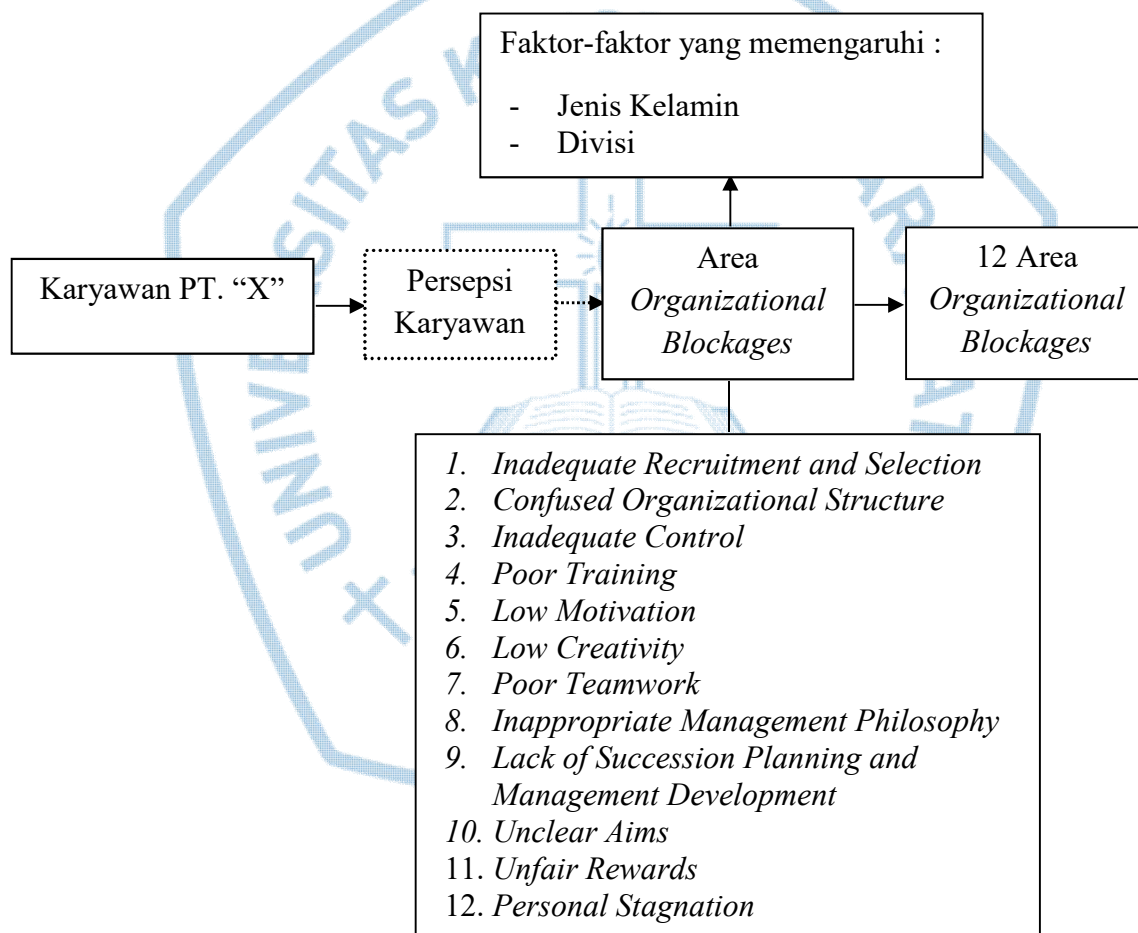 Faktor-faktor yang memengaruhi :
- Jenis Kelamin
- Divisi
Karyawan PT. “X”
Persepsi
Karyawan
Area
Organizational
Blockages
12 Area
Organizational
Blockages
1. Inadequate Recruitment and Selection
2. Confused Organizational Structure
3. Inadequate Control
4. Poor Training
5. Low Motivation
6. Low Creativity
7. Poor Teamwork
8. Inappropriate Management Philosophy
9. Lack of Succession Planning and
Management Development
10. Unclear Aims
11. Unfair Rewards
12. Personal Stagnation